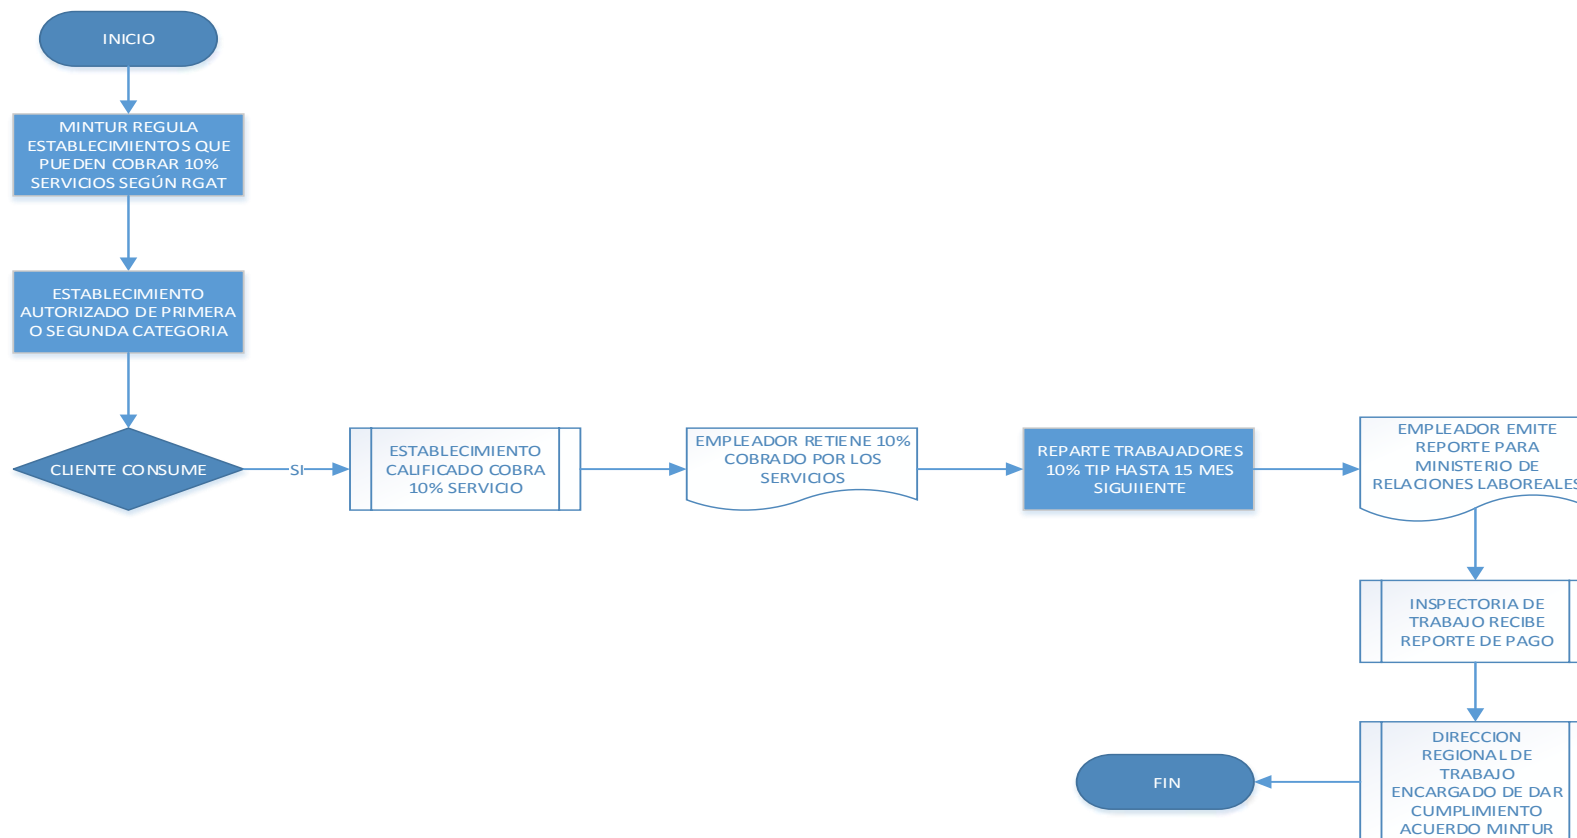 INICIO
MINTUR REGULA
ESTABLECIMIENTOS QUE
PUEDEN COBRAR 10%
SERVICIOS SEGÚN RGAT
ESTABLECIMIENTO
AUTORIZADO DE PRIMERA
O SEGUNDA CATEGORIA
CLIENTE CONSUME
SI
ESTABLECIMIENTO
CALIFICADO COBRA
10% SERVICIO
EMPLEADOR RETIENE 10%
COBRADO POR LOS
SERVICIOS
REPARTE TRABAJADORES
10% TIP HASTA 15 MES
SIGUIIENTE
EMPLEADOR EMITE
REPORTE PARA
MINISTERIO DE
RELACIONES LABOREALES
INSPECTORIA DE
TRABAJO RECIBE
REPORTE DE PAGO
DIRECCION
REGIONAL DE
TRABAJO
ENCARGADO DE DAR
CUMPLIMIENTO
ACUERDO MINTUR
FIN